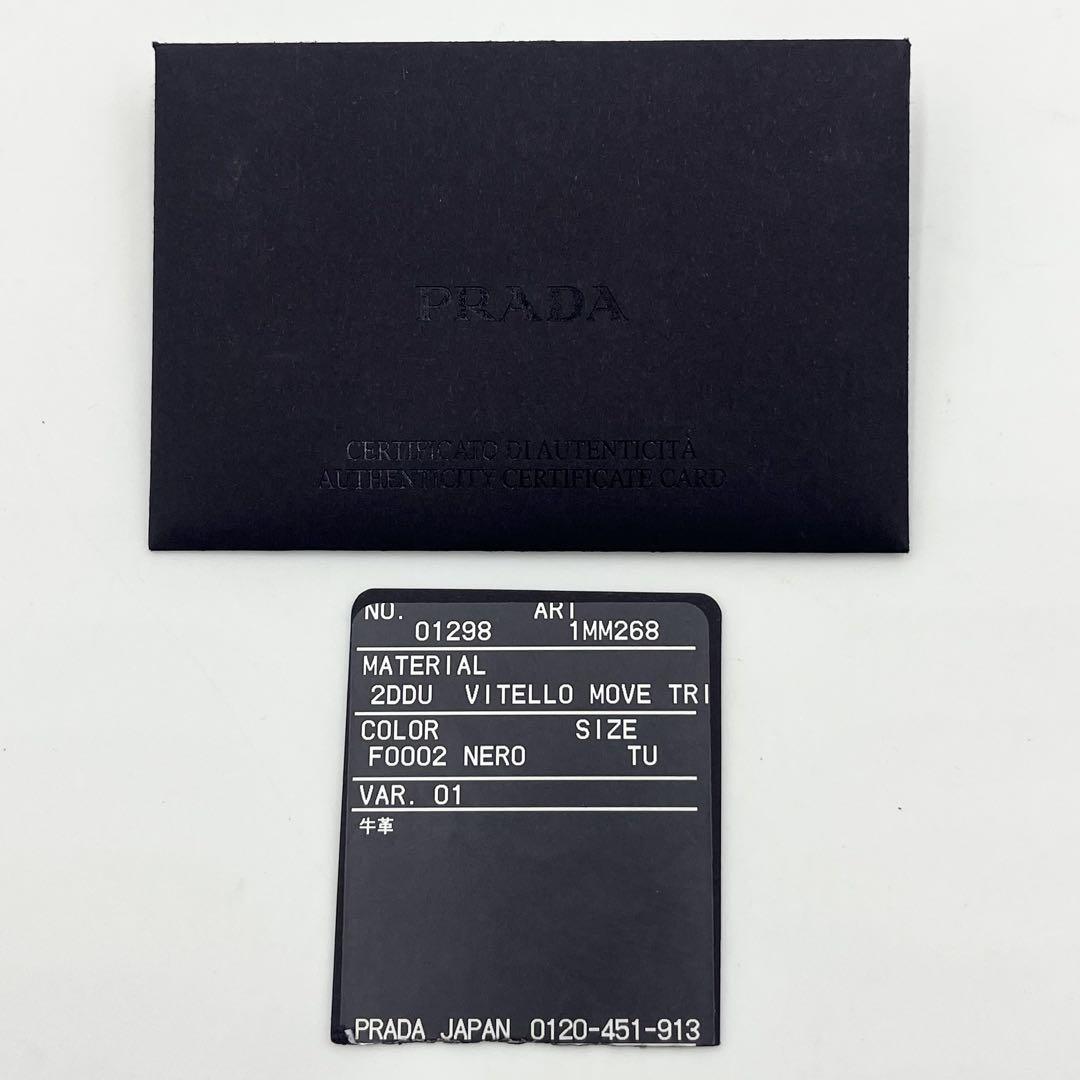 PRADA
CERTIFICATO DI AUTENTICITÀ
AUTHENTICITY CERTIFICATE CARD
NO. ART
01298 1MM268
MATERIAL
2DDU VITELLO MOVE TRI
COLOR SIZE
F0002 NERO TU
VAR. 01
牛革
PRADA JAPAN 0120-451-913